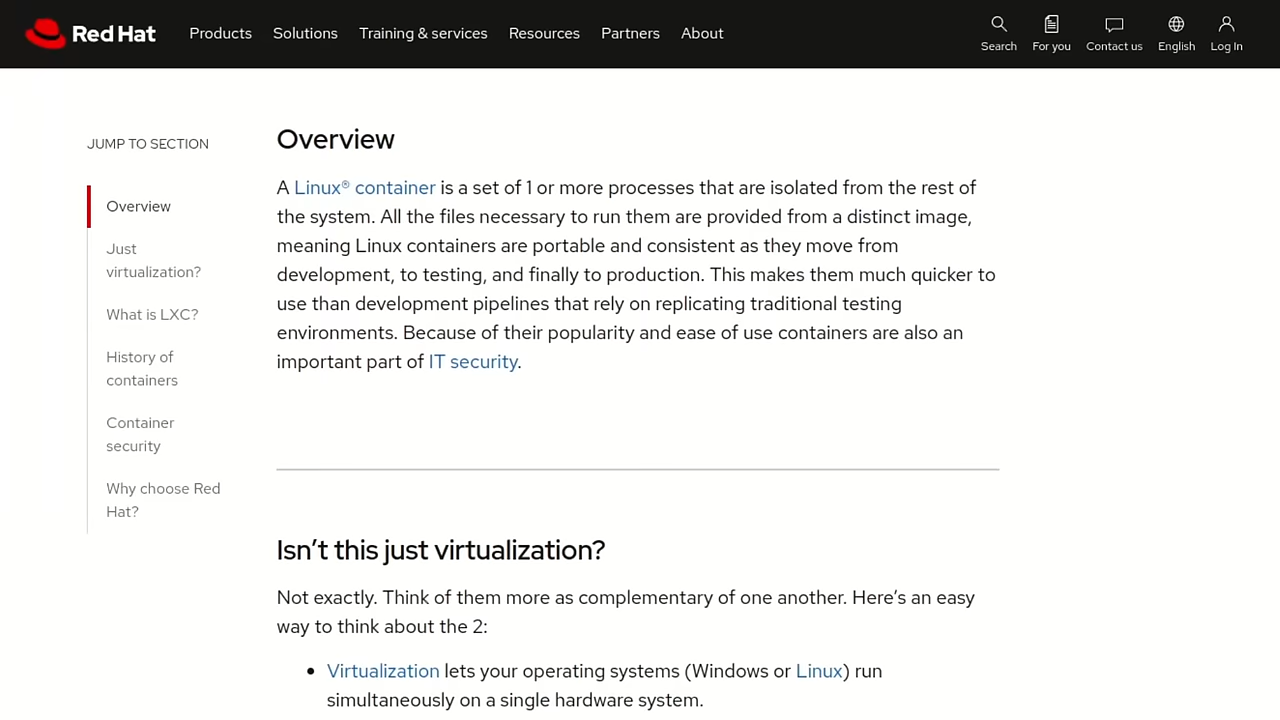 Red Hat
Products
Solutions
Training & services
Resources
Partners
About
Search
For you
Contact us
English
Log In
JUMP TO SECTION
Overview
Just
virtualization?
What is LXC?
History of
containers
Container
security
Why choose Red
Hat?
Overview
A Linux® container is a set of 1 or more processes that are isolated from the rest of
the system. All the files necessary to run them are provided from a distinct image,
meaning Linux containers are portable and consistent as they move from
development, to testing, and finally to production. This makes them much quicker to
use than development pipelines that rely on replicating traditional testing
environments. Because of their popularity and ease of use containers are also an
important part of IT security.
Isn’t this just virtualization?
Not exactly. Think of them more as complementary of one another. Here’s an easy
way to think about the 2:
• Virtualization lets your operating systems (Windows or Linux) run
simultaneously on a single hardware system.